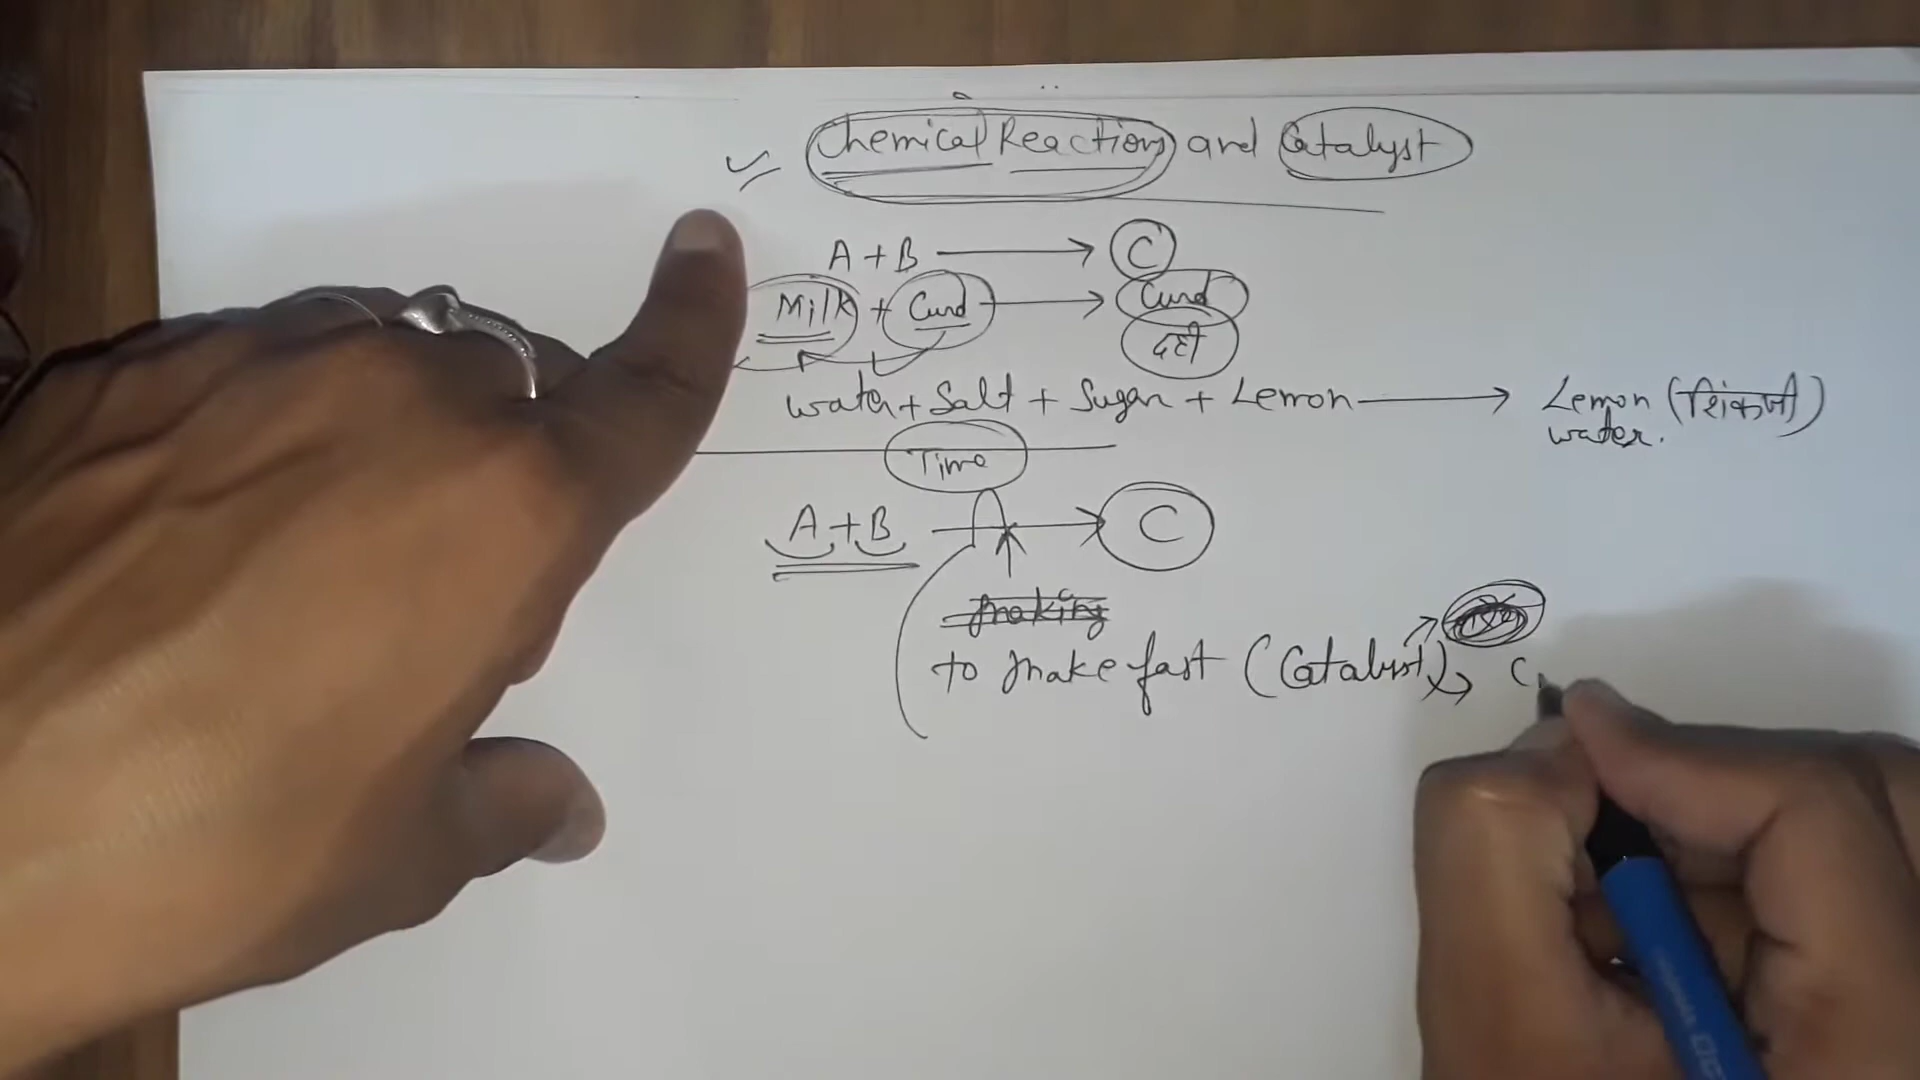 Chemical Reactions and Catalyst
A + B → C
Milk + Curd → Curd
दही
water + Salt + Sugar + Lemon → Lemon (शिकंजी)
water.
Time
A + B → C
making
to make fast (Catalyst) → C